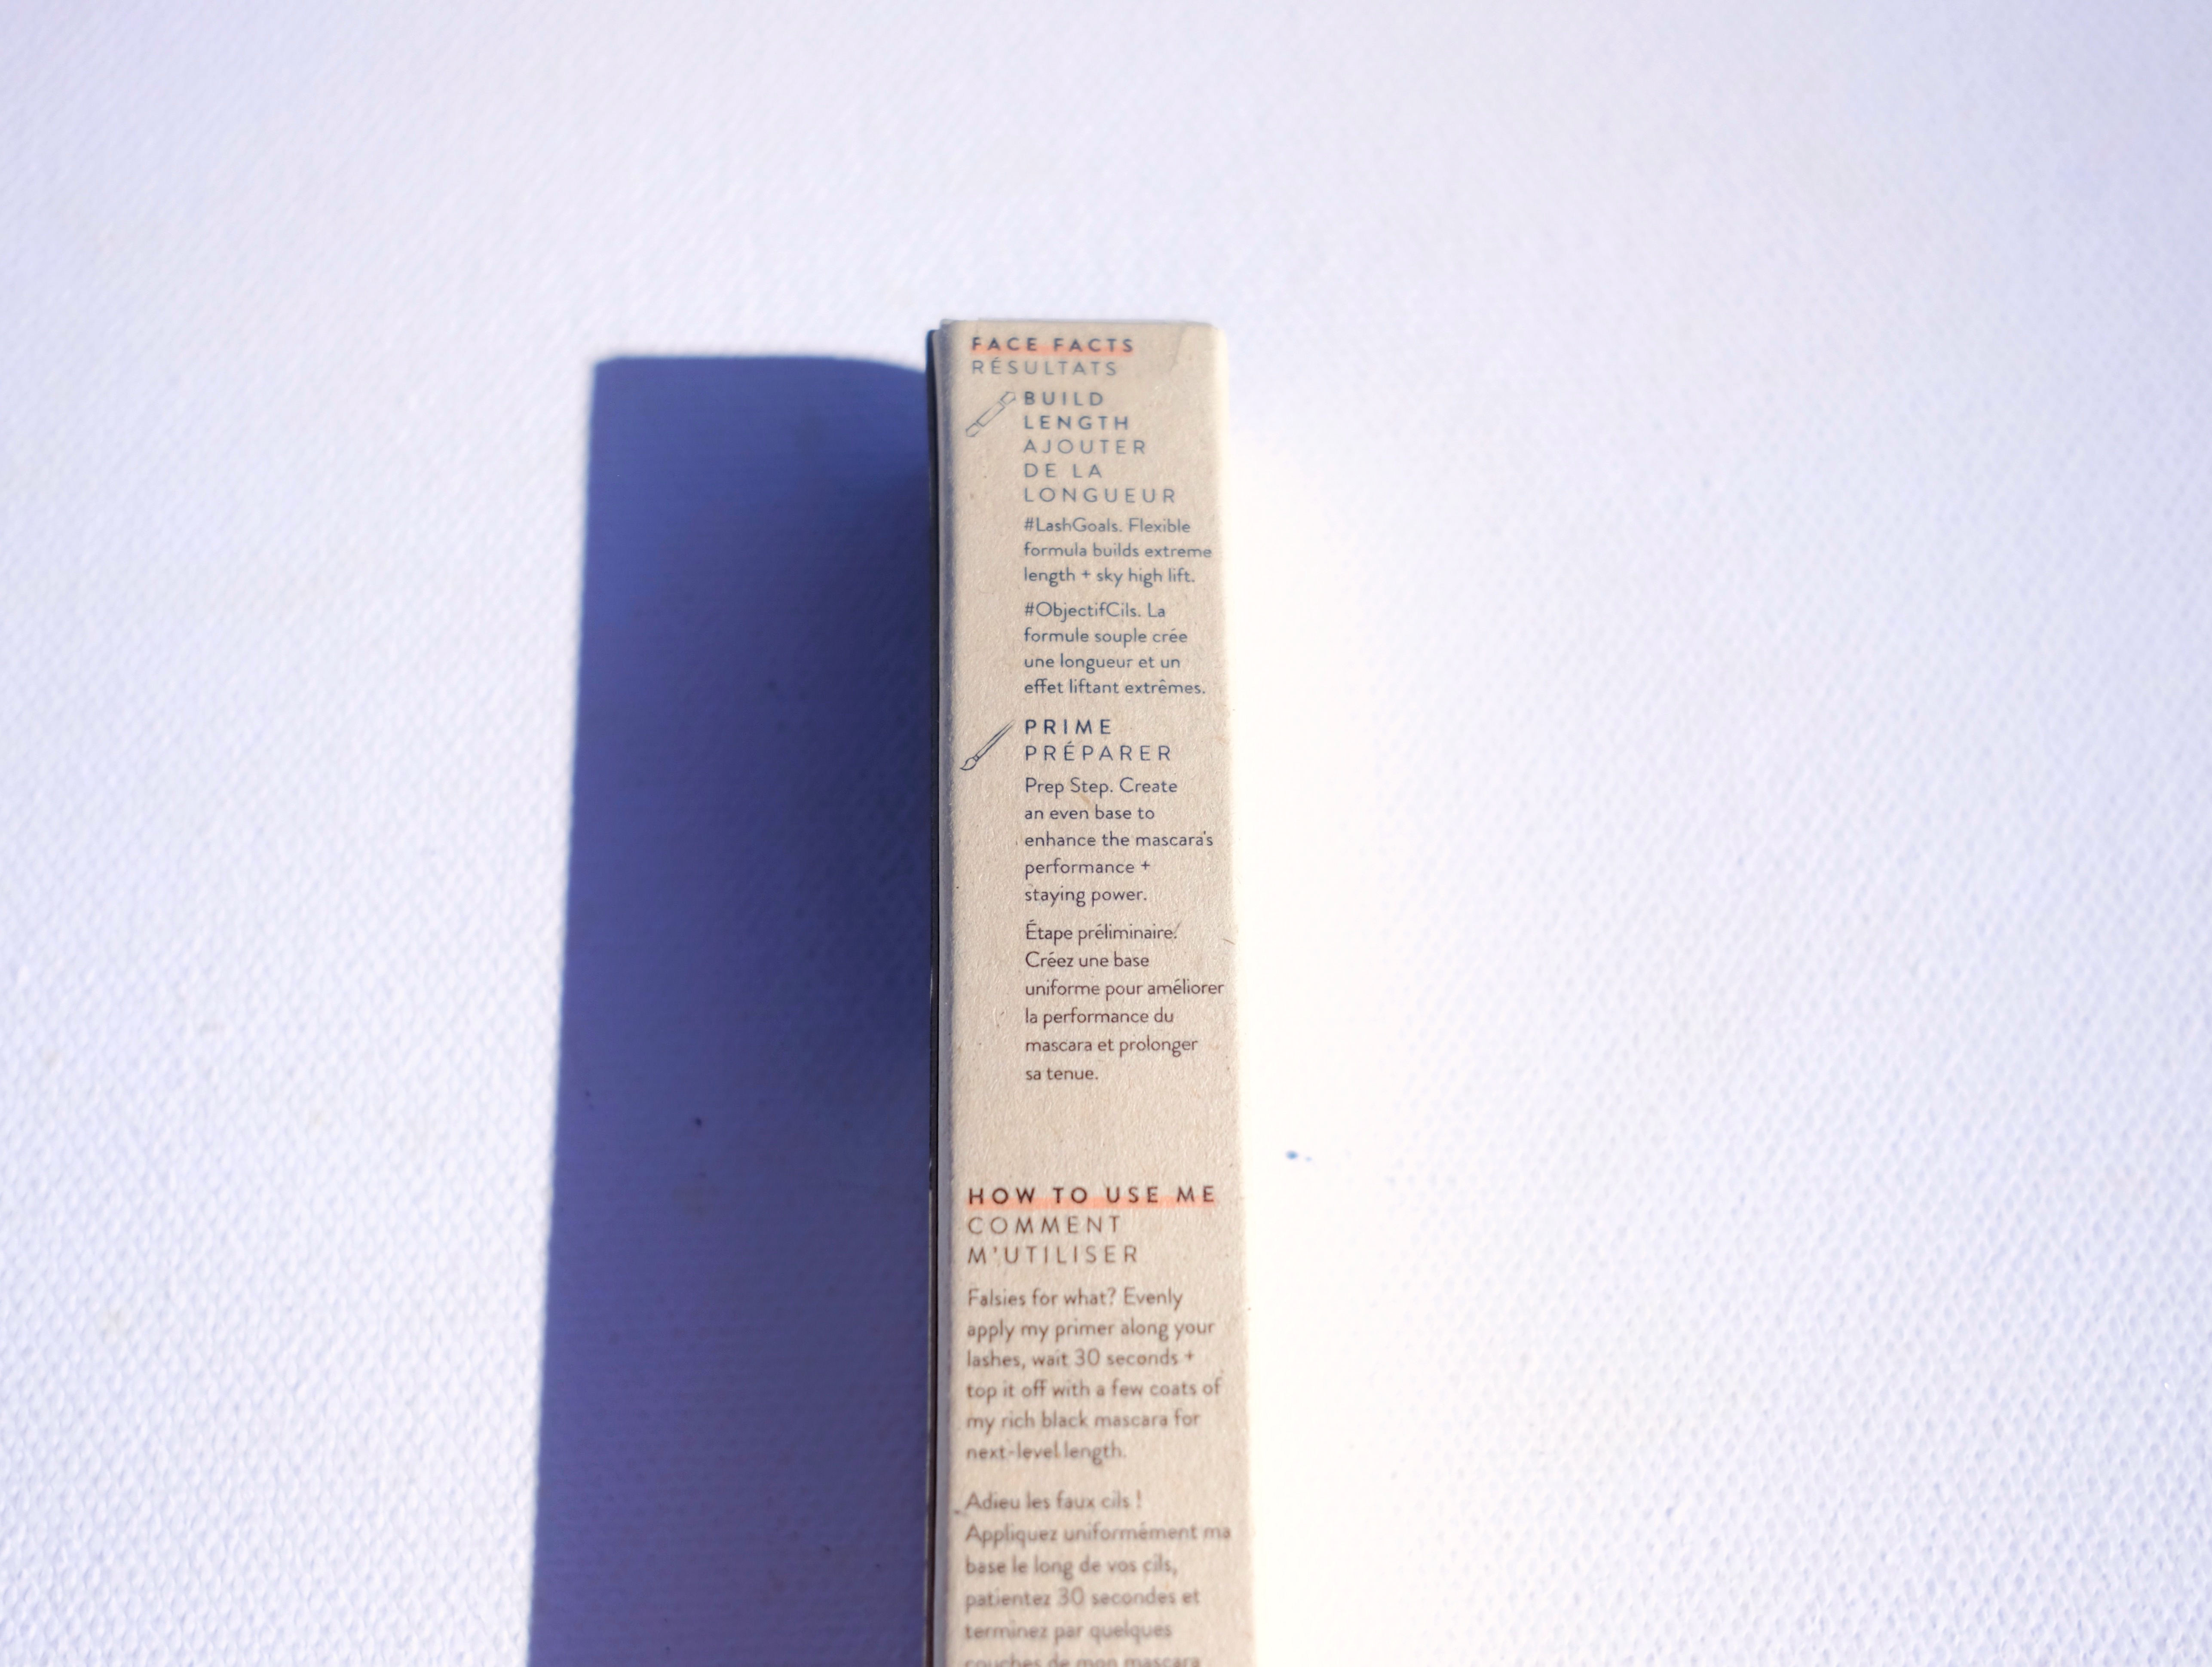 FACE FACTS
RÉSULTATS
BUILD
LENGTH
AJOUTER
DE LA
LONGUEUR
#LashGoals. Flexible
formula builds extreme
length + sky high lift.
#ObjectifCils. La
formule souple crée
une longueur et un
effet liftant extrêmes.
PRIME
PRÉPARER
Prep Step. Create
an even base to
enhance the mascara's
performance +
staying power.
Étape préliminaire.
Créez une base
uniforme pour améliorer
la performance du
mascara et prolonger
sa tenue.
HOW TO USE ME
COMMENT
M'UTILISER
Falsies for what? Evenly
apply my primer along your
lashes, wait 30 seconds +
top it off with a few coats of
my rich black mascara for
next-level length.
Adieu les faux cils !
Appliquez uniformément ma
base le long de vos cils,
patientez 30 secondes et
terminez par quelques
couches de mon mascara